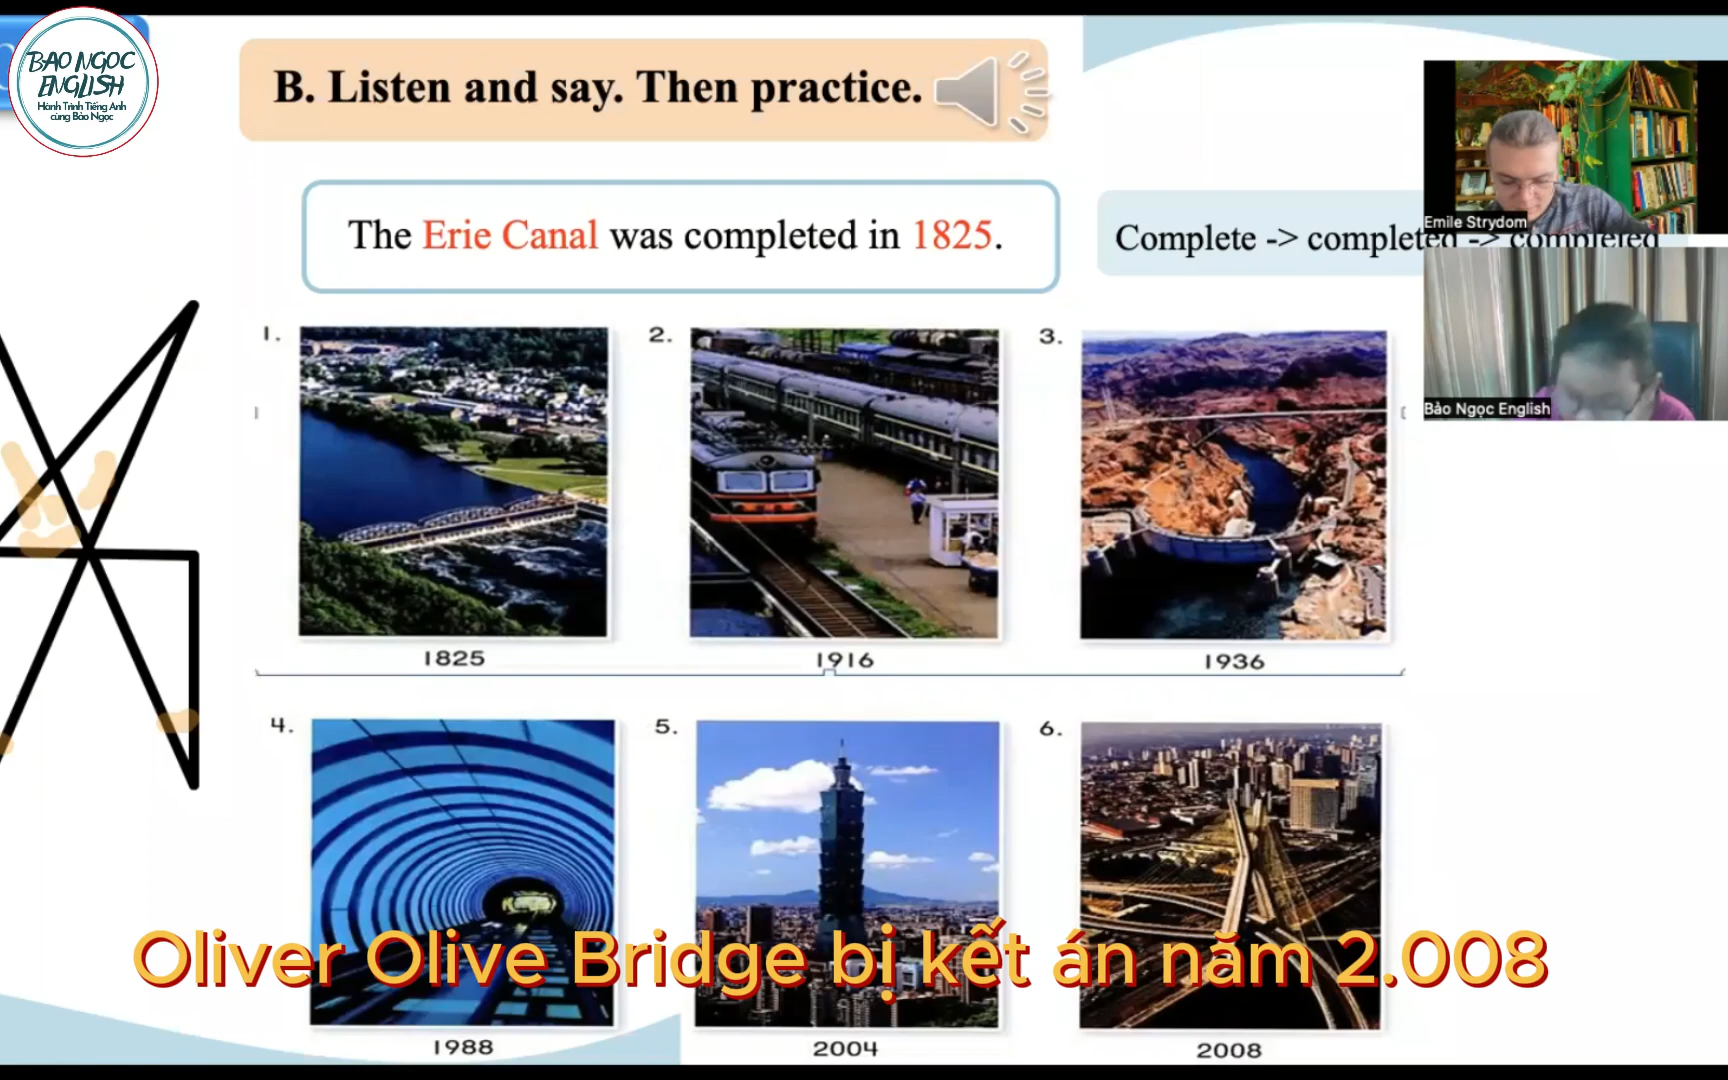 BAO NGOC
ENGLISH
Hành Trình Tiếng Anh
cùng Bảo Ngọc
B. Listen and say. Then practice.
The Erie Canal was completed in 1825.
Complete -> completed -> completed
Emile Strydom
Bảo Ngọc English
1.
2.
3.
1825
1916
1936
4.
5.
6.
Oliver Olive Bridge bị kết án năm 2.008
1988
2004
2008